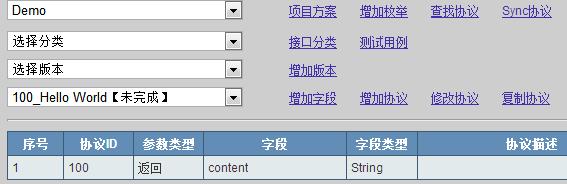 Demo 项目方案 增加枚举 查找协议 Sync协议
选择分类 接口分类 测试用例
选择版本 增加版本
100_Hello World【未完成】 增加字段 增加协议 修改协议 复制协议
序号 协议ID 参数类型 字段 字段类型 协议描述
1 100 返回 content String